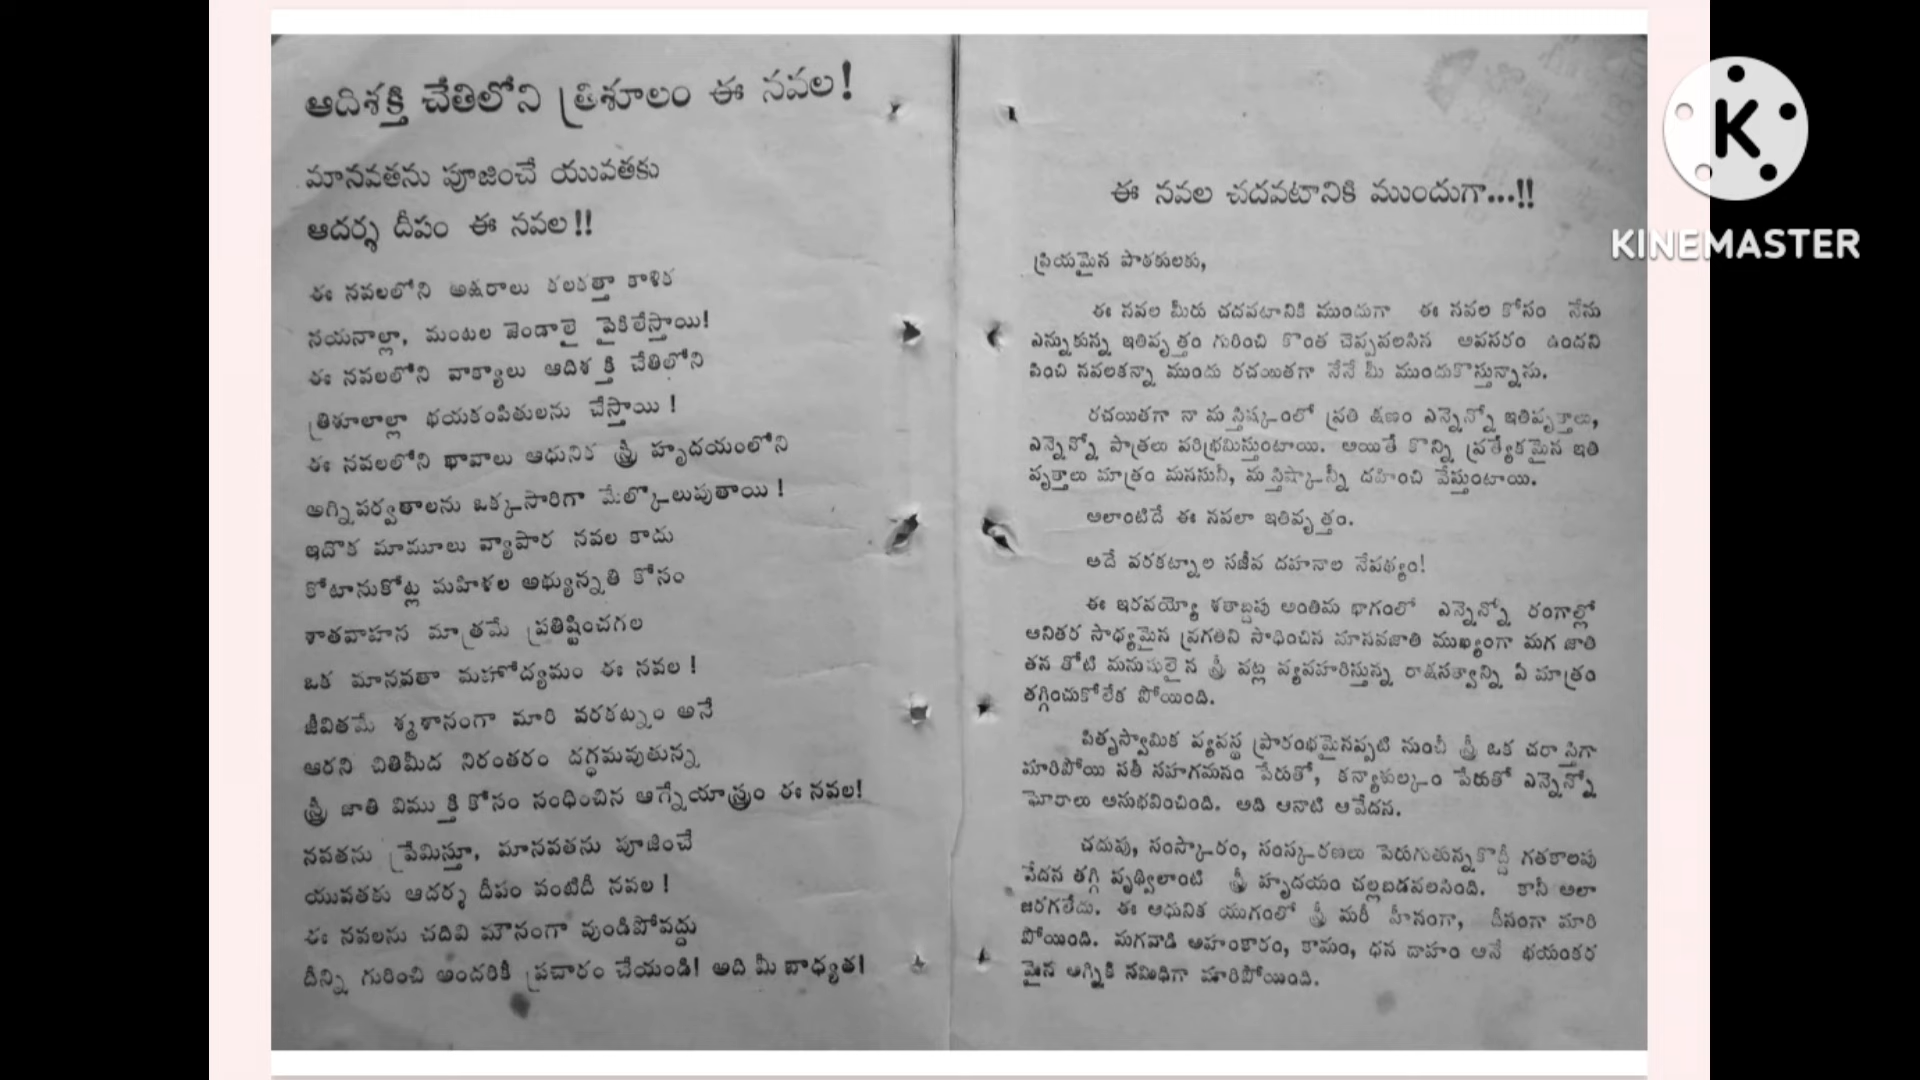 ఆదిశక్తి చేతిలోని త్రిశూలం ఈ నవల!
మానవతను పూజించే యువతకు
ఆదర్శ దీపం ఈ నవల!!
ఈ నవలలోని అక్షరాలు కలకత్తా కాళిక
నయనాల్లా, మంటల జెండాలై పైకిలేస్తాయి!
ఈ నవలలోని వాక్యాలు ఆదిశక్తి చేతిలోని
త్రిశూలాల్లా భయకంపితులను చేస్తాయి!
ఈ నవలలోని భావాలు ఆధునిక స్త్రీ హృదయంలోని
అగ్నిపర్వతాలను ఒక్కసారిగా మేల్కొలుపుతాయి!
ఇదొక మామూలు వ్యాపార నవల కాదు
కోటానుకోట్ల మహిళల అభ్యున్నతి కోసం
శాతవాహన మాత్రమే ప్రతిష్టించగల
ఒక మానవతా మహోద్యమం ఈ నవల!
జీవితమే శ్మశానంగా మారి వరకట్నం అనే
ఆరని చితిమీద నిరంతరం దగ్ధమవుతున్న
స్త్రీ జాతి విముక్తి కోసం సంధించిన ఆగ్నేయాస్త్రం ఈ నవల!
నవతను ప్రేమిస్తూ, మానవతను పూజించే
యువతకు ఆదర్శ దీపం వంటిదీ నవల!
ఈ నవలను చదివి మౌనంగా వుండిపోవద్దు
దీన్ని గురించి అందరికీ ప్రచారం చేయండి! అది మీ బాధ్యత!
ఈ నవల చదవటానికి ముందుగా...!!
ప్రియమైన పాఠకులకు,
ఈ నవల మీరు చదవటానికి ముందుగా ఈ నవల కోసం నేను
ఎన్నుకున్న ఇతివృత్తం గురించి కొంత చెప్పవలసిన అవసరం ఉందని
పించి నవలకన్నా ముందు రచయితగా నేనే మీ ముందుకొస్తున్నాను.
రచయితగా నా మస్తిష్కంలో ప్రతి క్షణం ఎన్నెన్నో ఇతివృత్తాలు,
ఎన్నెన్నో పాత్రలు పరిభ్రమిస్తుంటాయి. అయితే కొన్ని ప్రత్యేకమైన ఇతి
వృత్తాలు మాత్రం మనసునీ, మస్తిష్కాన్నీ దహించి వేస్తుంటాయి.
అలాంటిదే ఈ నవలా ఇతివృత్తం.
అదే వరకట్నాల సజీవ దహనాల నేపథ్యం!
ఈ ఇరవయ్యో శతాబ్దపు అంతిమ భాగంలో ఎన్నెన్నో రంగాల్లో
అనితర సాధ్యమైన ప్రగతిని సాధించిన మానవజాతి ముఖ్యంగా మగ జాతి
తన తోటి మనుషులైన స్త్రీ పట్ల వ్యవహరిస్తున్న రాక్షసత్వాన్ని ఏ మాత్రం
తగ్గించుకోలేక పోయింది.
పితృస్వామిక వ్యవస్థ ప్రారంభమైనప్పటి నుంచీ స్త్రీ ఒక చరాస్తిగా
మారిపోయి సతీ సహగమనం పేరుతో, కన్యాశుల్కం పేరుతో ఎన్నెన్నో
ఘోరాలు అనుభవించింది. అది ఆనాటి ఆవేదన.
చదువు, సంస్కారం, సంస్కరణలు పెరుగుతున్నకొద్దీ గతకాలపు
వేదన తగ్గి పృథ్విలాంటి స్త్రీ హృదయం చల్లబడవలసింది. కానీ అలా
జరగలేదు. ఈ ఆధునిక యుగంలో స్త్రీ మరీ హీనంగా, దీనంగా మారి
పోయింది. మగవాడి అహంకారం, కామం, ధన దాహం అనే భయంకర
మైన అగ్నికి సమిధిగా మారిపోయింది.
KINEMASTER